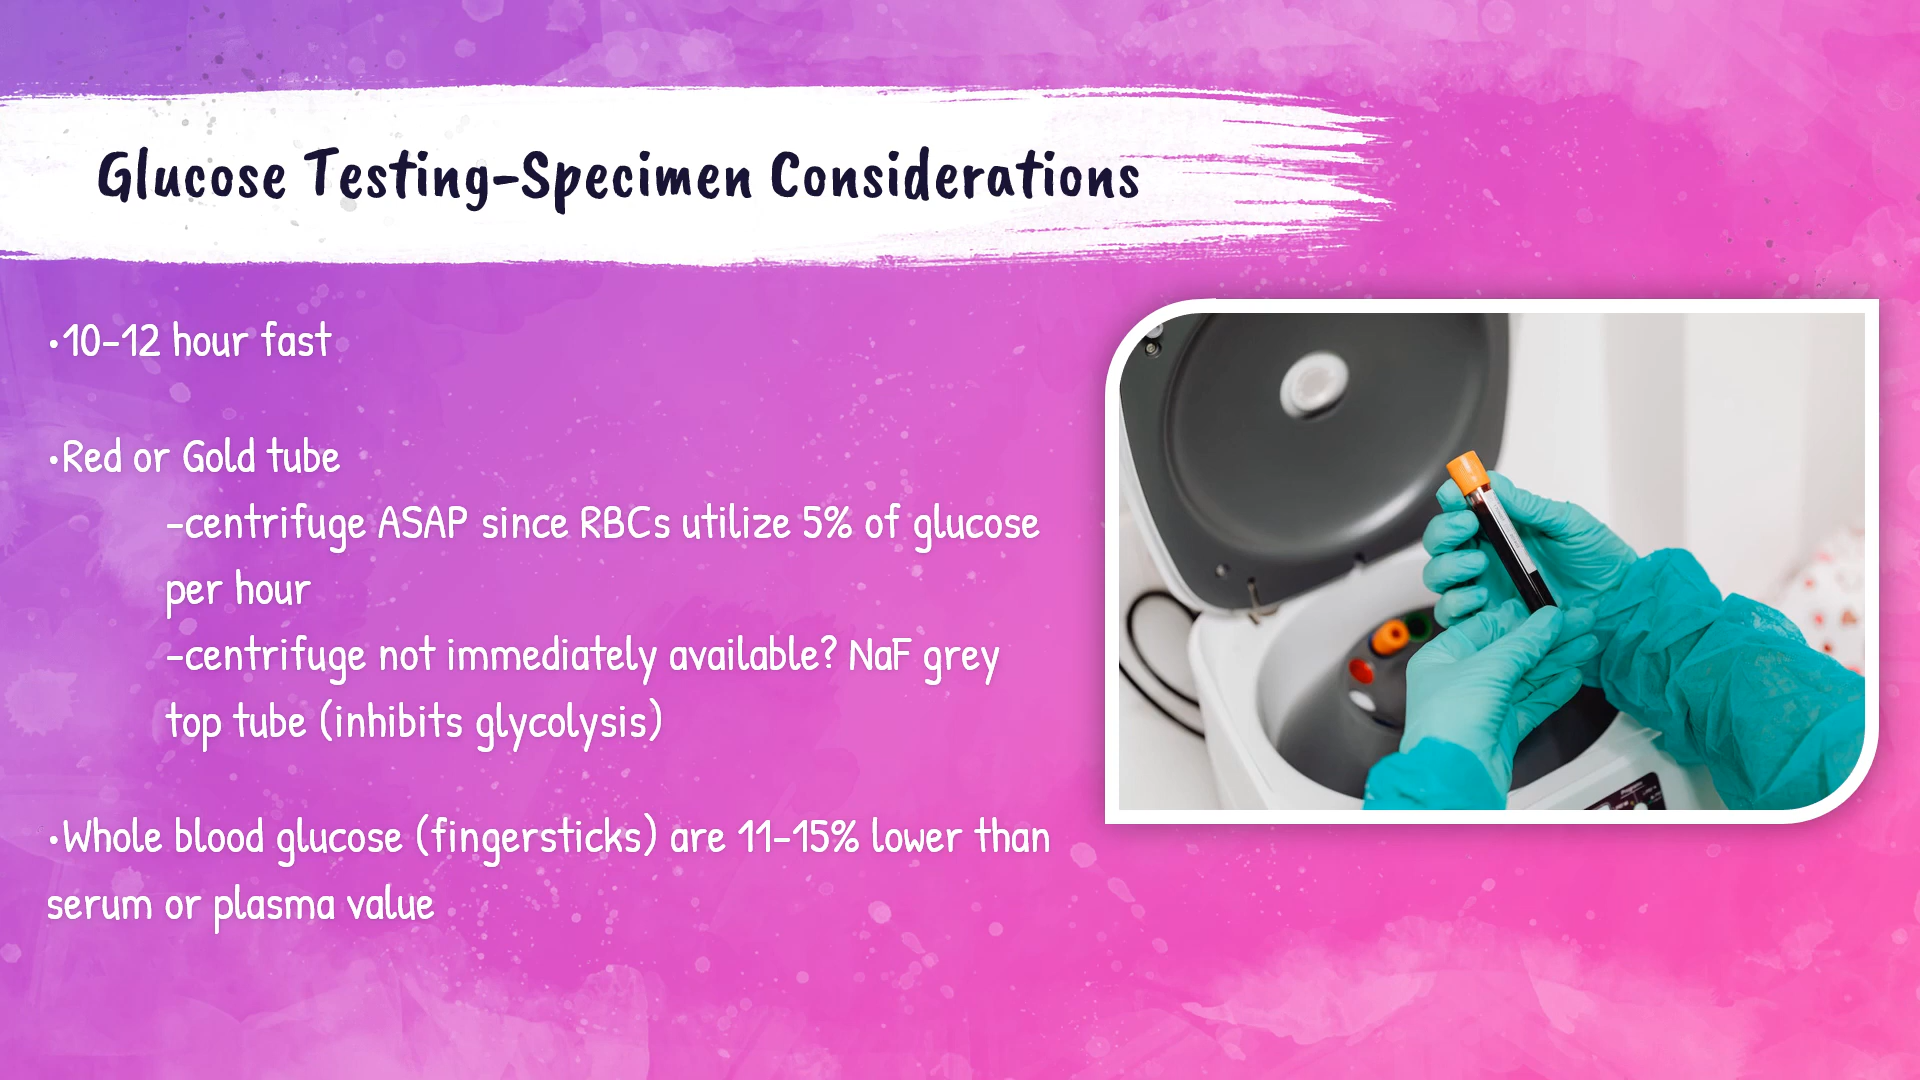 Glucose Testing-Specimen Considerations
•10-12 hour fast
•Red or Gold tube
-centrifuge ASAP since RBCs utilize 5% of glucose
per hour
-centrifuge not immediately available? NaF grey
top tube (inhibits glycolysis)
•Whole blood glucose (fingersticks) are 11-15% lower than
serum or plasma value